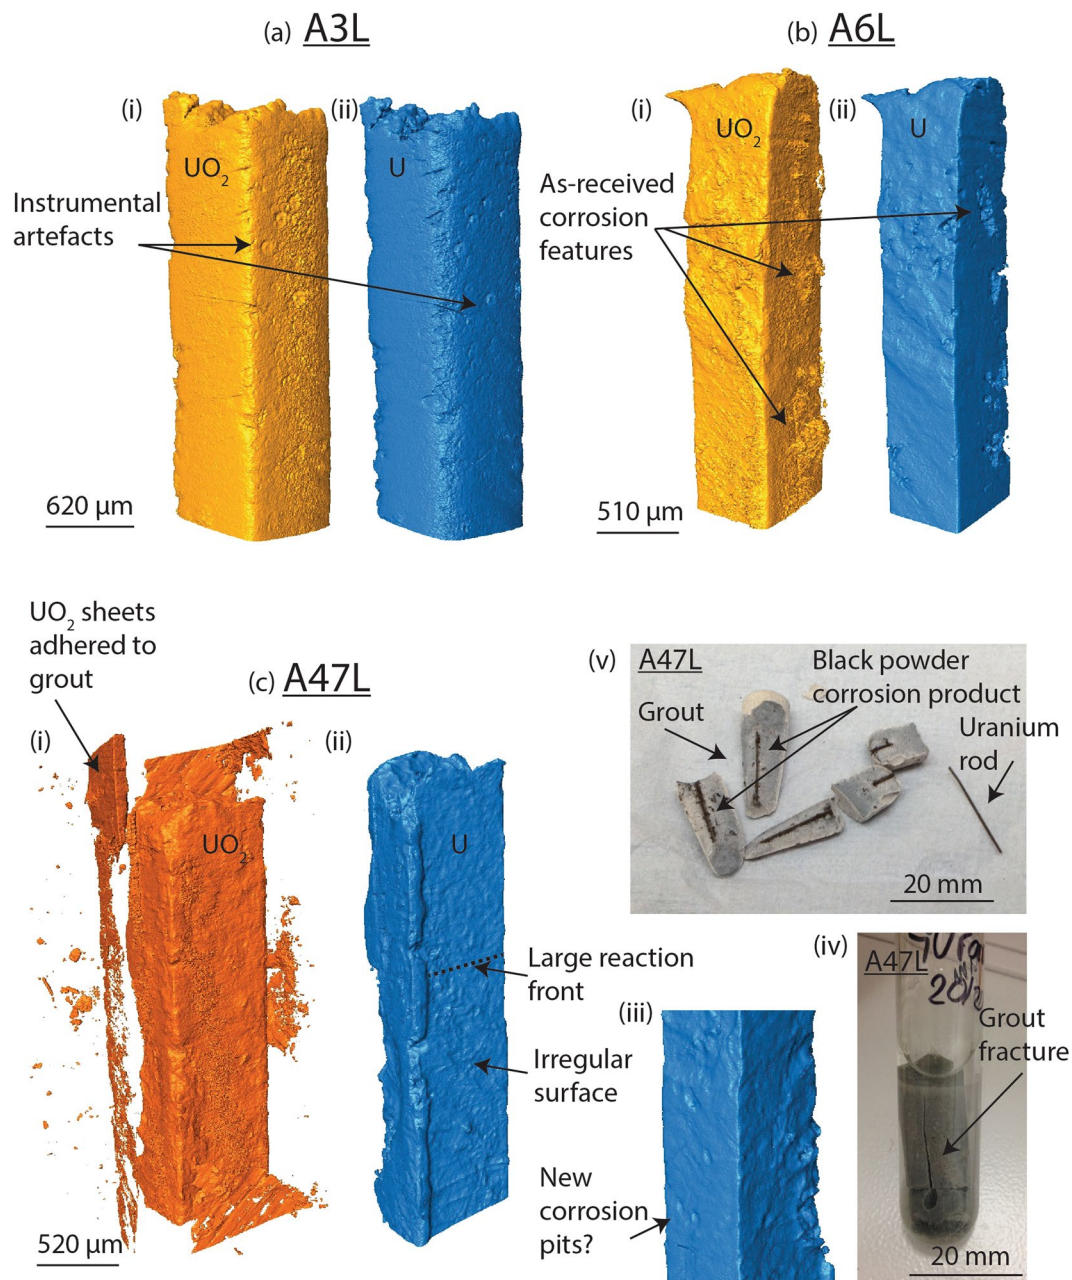 (a) A3L
(b) A6L
(i)
(ii)
(i)
(ii)
UO2
U
UO2
U
Instrumental
artefacts
As-received
corrosion
features
620 µm
510 µm
UO2 sheets
adhered to
grout
(c) A47L
(i)
(ii)
UO2
U
(v)
A47L
Black powder
corrosion product
Grout
Uranium
rod
20 mm
Large reaction
front
Irregular
surface
(iii)
(iv)
A47L
Grout
fracture
New
corrosion
pits?
520 µm
20 mm